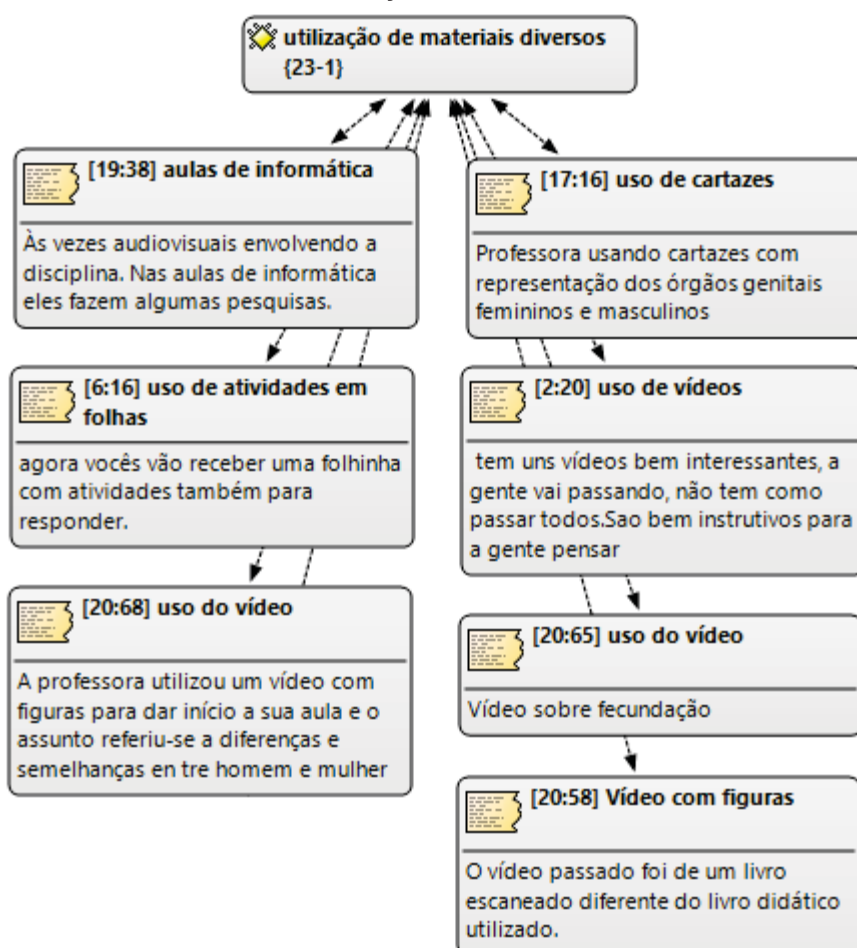 utilização de materiais diversos
{23-1}
[19:38] aulas de informática
Às vezes audiovisuais envolvendo a
disciplina. Nas aulas de informática
eles fazem algumas pesquisas.
[6:16] uso de atividades em
folhas
agora vocês vão receber uma folhinha
com atividades também para
responder.
[20:68] uso do vídeo
A professora utilizou um vídeo com
figuras para dar início a sua aula e o
assunto referiu-se a diferenças e
semelhanças en tre homem e mulher
[17:16] uso de cartazes
Professora usando cartazes com
representação dos órgãos genitais
femininos e masculinos
[2:20] uso de vídeos
tem uns vídeos bem interessantes, a
gente vai passando, não tem como
passar todos.Sao bem instrutivos para
a gente pensar
[20:65] uso do vídeo
Vídeo sobre fecundação
[20:58] Vídeo com figuras
O vídeo passado foi de um livro
escaneado diferente do livro didático
utilizado.